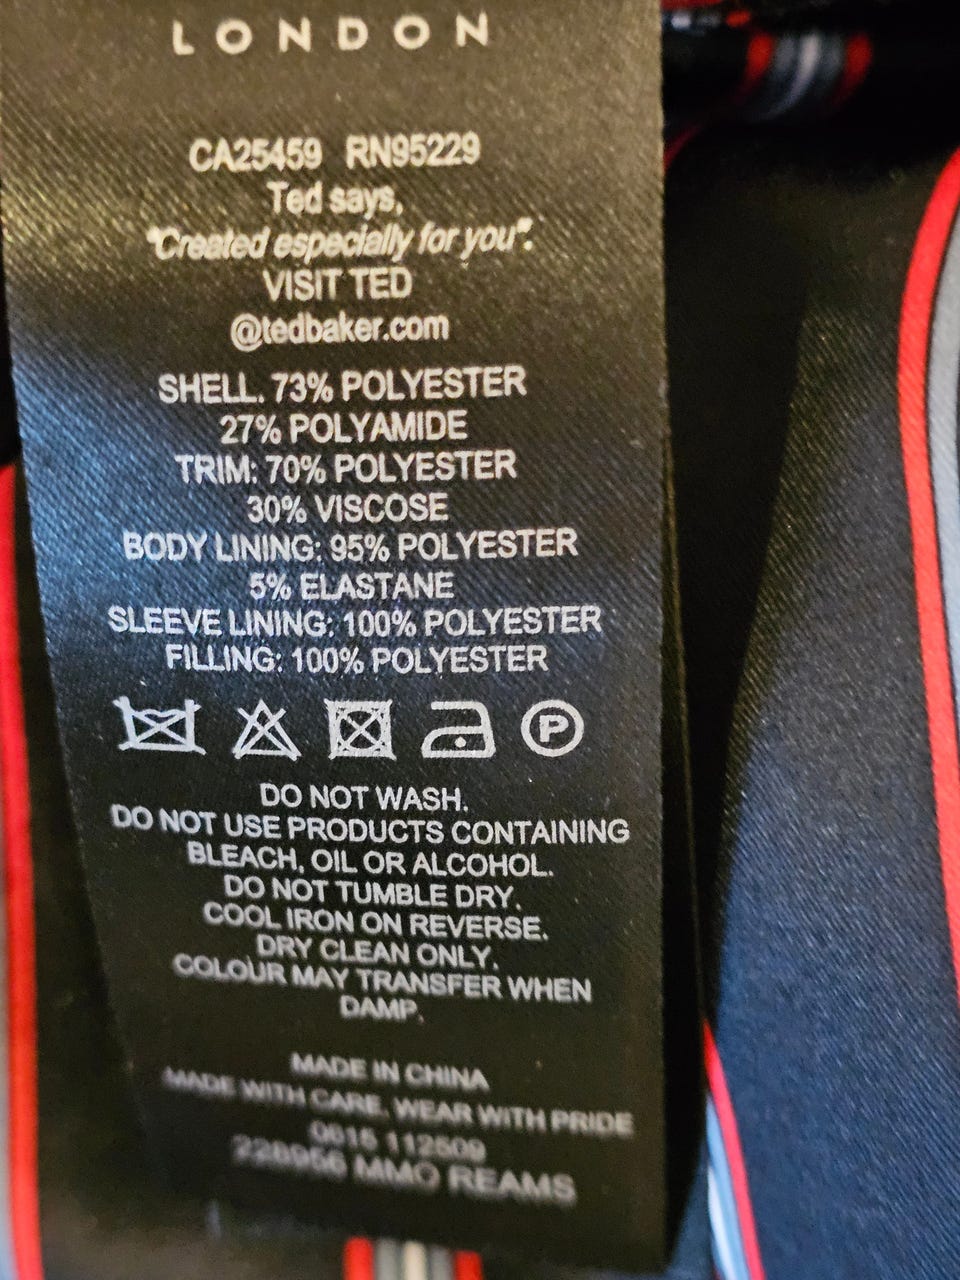 LONDON
CA25459 RN95229
Ted says,
"Created especially for you".
VISIT TED
@tedbaker.com
SHELL. 73% POLYESTER
27% POLYAMIDE
TRIM: 70% POLYESTER
30% VISCOSE
BODY LINING: 95% POLYESTER
5% ELASTANE
SLEEVE LINING: 100% POLYESTER
FILLING: 100% POLYESTER
P
DO NOT WASH.
DO NOT USE PRODUCTS CONTAINING
BLEACH, OIL OR ALCOHOL.
DO NOT TUMBLE DRY.
COOL IRON ON REVERSE.
DRY CLEAN ONLY.
COLOUR MAY TRANSFER WHEN
DAMP.
MADE IN CHINA
MADE WITH CARE, WEAR WITH PRIDE
112509
MMO REAMS